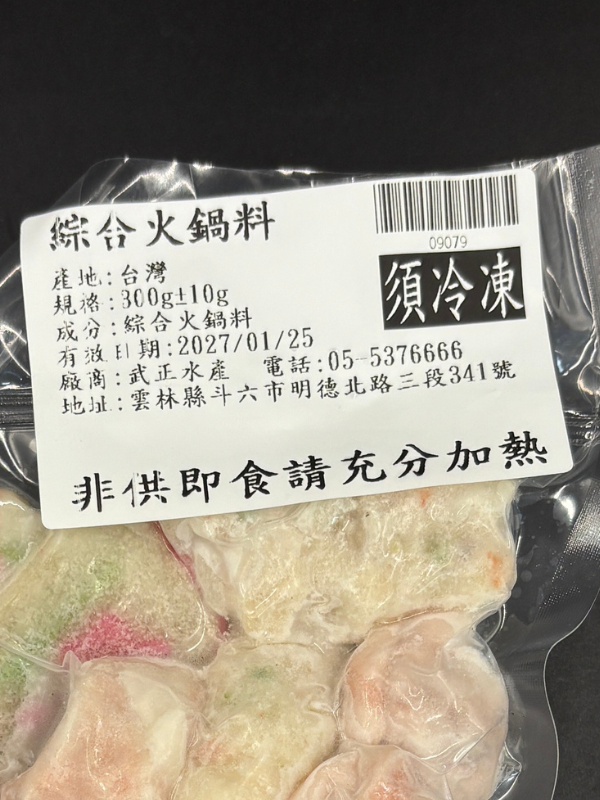 綜合火鍋料
09079
須冷凍
產地:台灣
規格:300g±10g
成份:綜合火鍋料
有效日期:2027/01/25
廠商:武正水產 電話:05-5376666
地址:雲林縣斗六市明德北路三段341號
非供即食請充分加熱